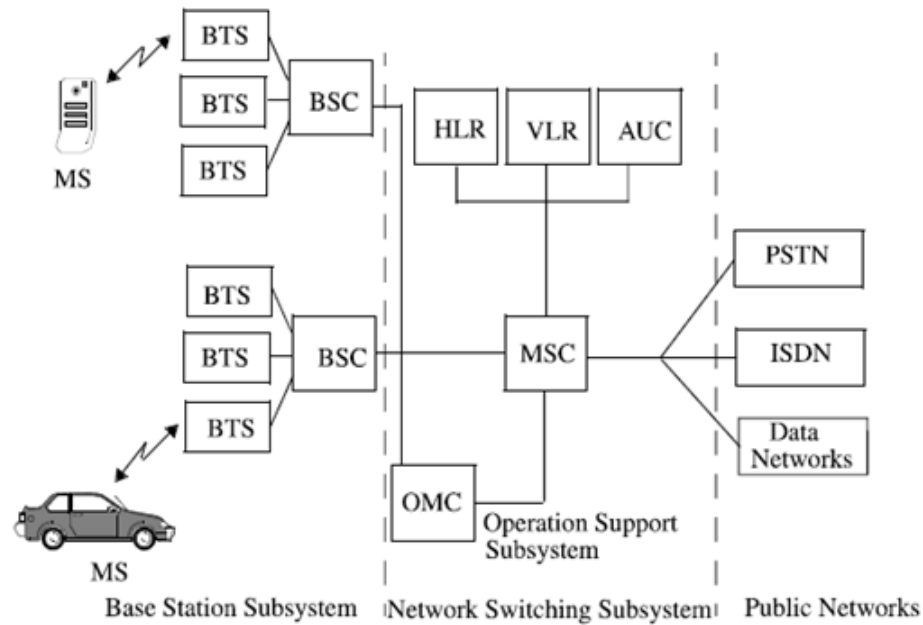 BTS
BTS
BTS
BSC
MS
HLR
VLR
AUC
PSTN
BTS
BTS
BTS
BSC
MSC
ISDN
Data
Networks
OMC
Operation Support
Subsystem
MS
Base Station Subsystem
Network Switching Subsystem
Public Networks